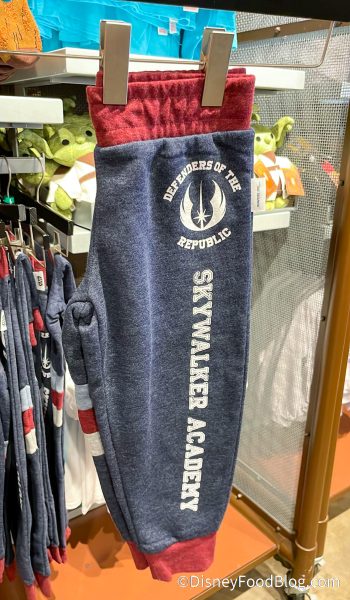 DEFENDERS OF THE
REPUBLIC
SKYWALKER ACADEMY
©DisneyFoodBlog.com